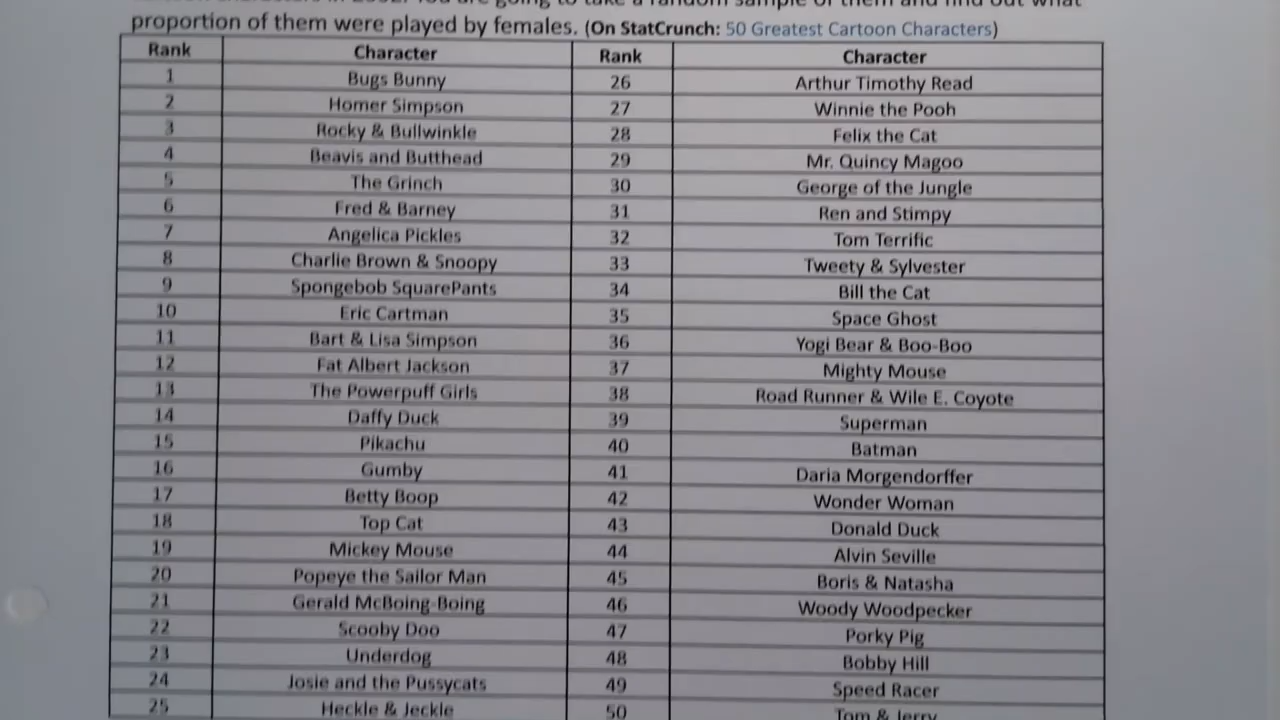 proportion of them were played by females. (On StatCrunch: 50 Greatest Cartoon Characters)
Rank Character Rank Character
1 Bugs Bunny 26 Arthur Timothy Read
2 Homer Simpson 27 Winnie the Pooh
3 Rocky & Bullwinkle 28 Felix the Cat
4 Beavis and Butthead 29 Mr. Quincy Magoo
5 The Grinch 30 George of the Jungle
6 Fred & Barney 31 Ren and Stimpy
7 Angelica Pickles 32 Tom Terrific
8 Charlie Brown & Snoopy 33 Tweety & Sylvester
9 Spongebob SquarePants 34 Bill the Cat
10 Eric Cartman 35 Space Ghost
11 Bart & Lisa Simpson 36 Yogi Bear & Boo-Boo
12 Fat Albert Jackson 37 Mighty Mouse
13 The Powerpuff Girls 38 Road Runner & Wile E. Coyote
14 Daffy Duck 39 Superman
15 Pikachu 40 Batman
16 Gumby 41 Daria Morgendorffer
17 Betty Boop 42 Wonder Woman
18 Top Cat 43 Donald Duck
19 Mickey Mouse 44 Alvin Seville
20 Popeye the Sailor Man 45 Boris & Natasha
21 Gerald McBoing-Boing 46 Woody Woodpecker
22 Scooby Doo 47 Porky Pig
23 Underdog 48 Bobby Hill
24 Josie and the Pussycats 49 Speed Racer
25 Heckle & Jeckle 50 Tom & Jerry